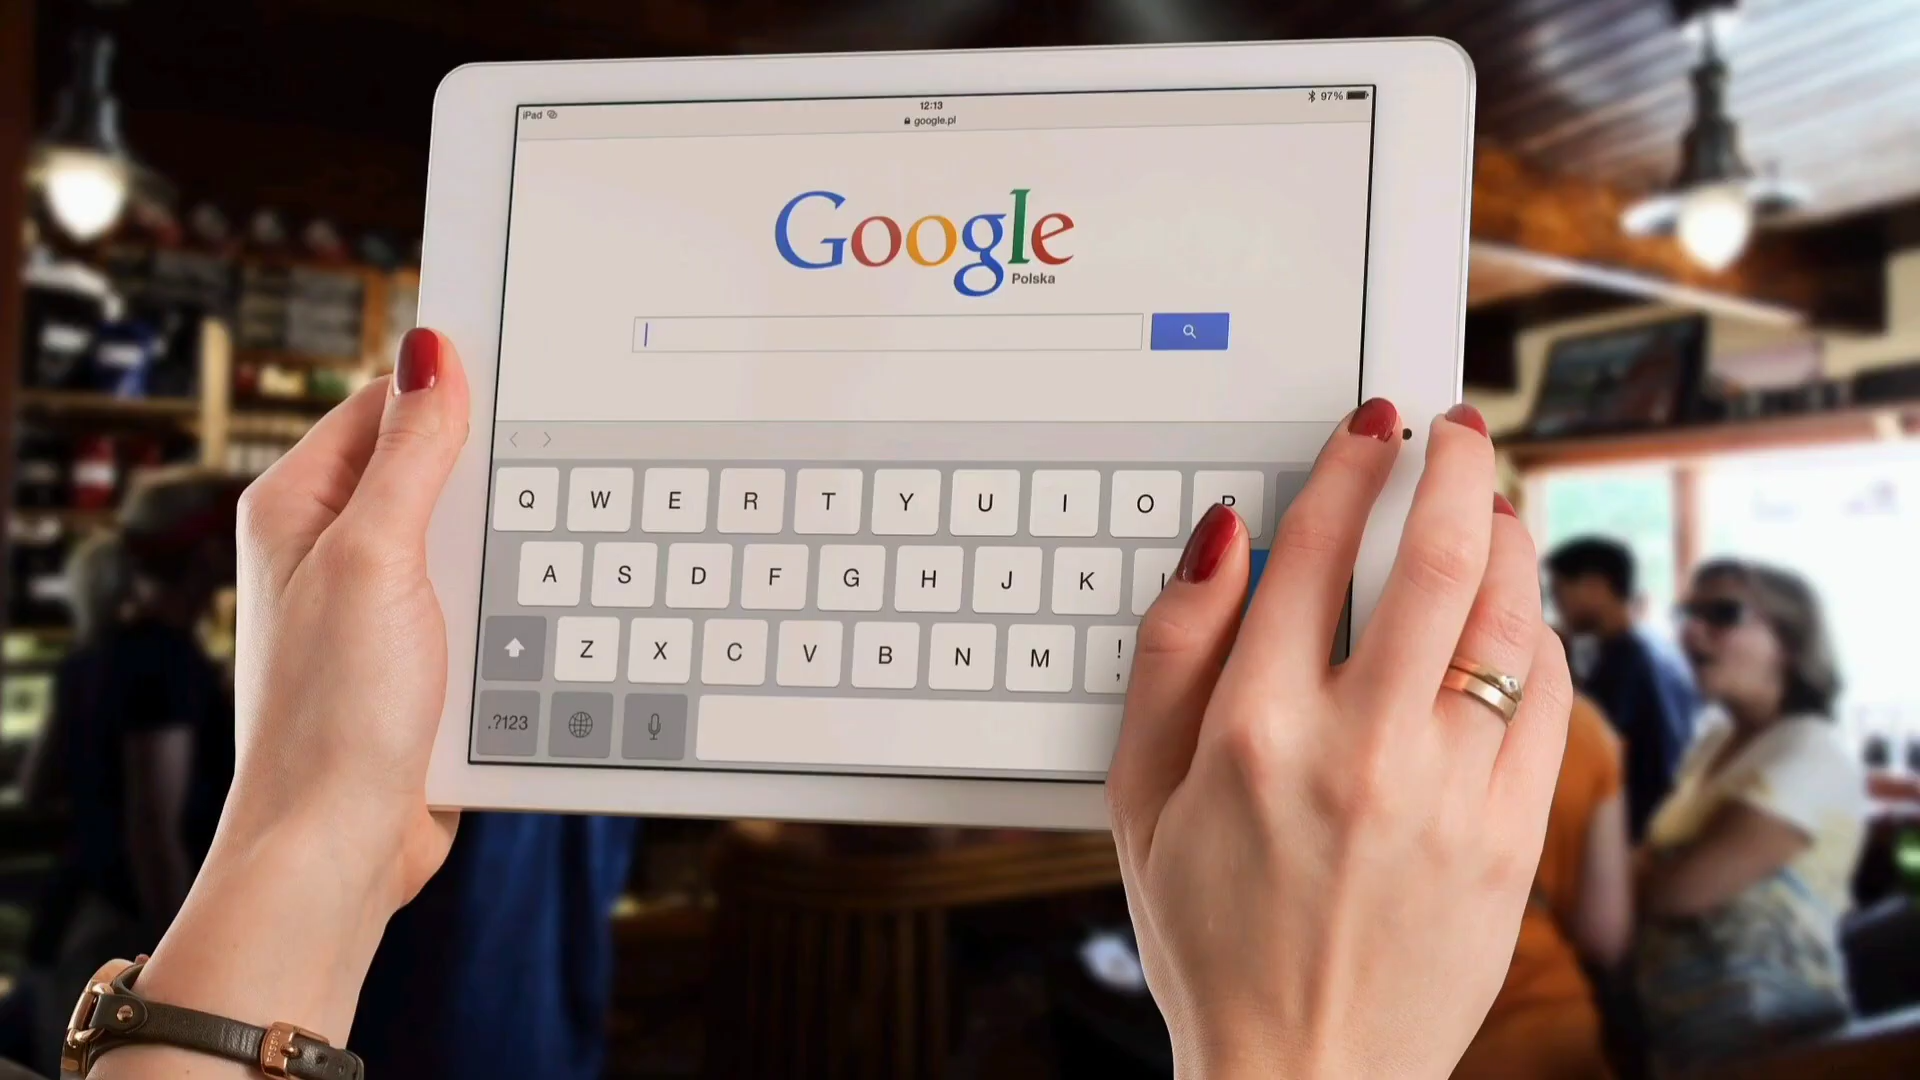 iPad
12:13
97%
google.pl
Google
Polska
Q W E R T Y U I O P
A S D F G H J K
Z X C V B N M ! ,
.?123